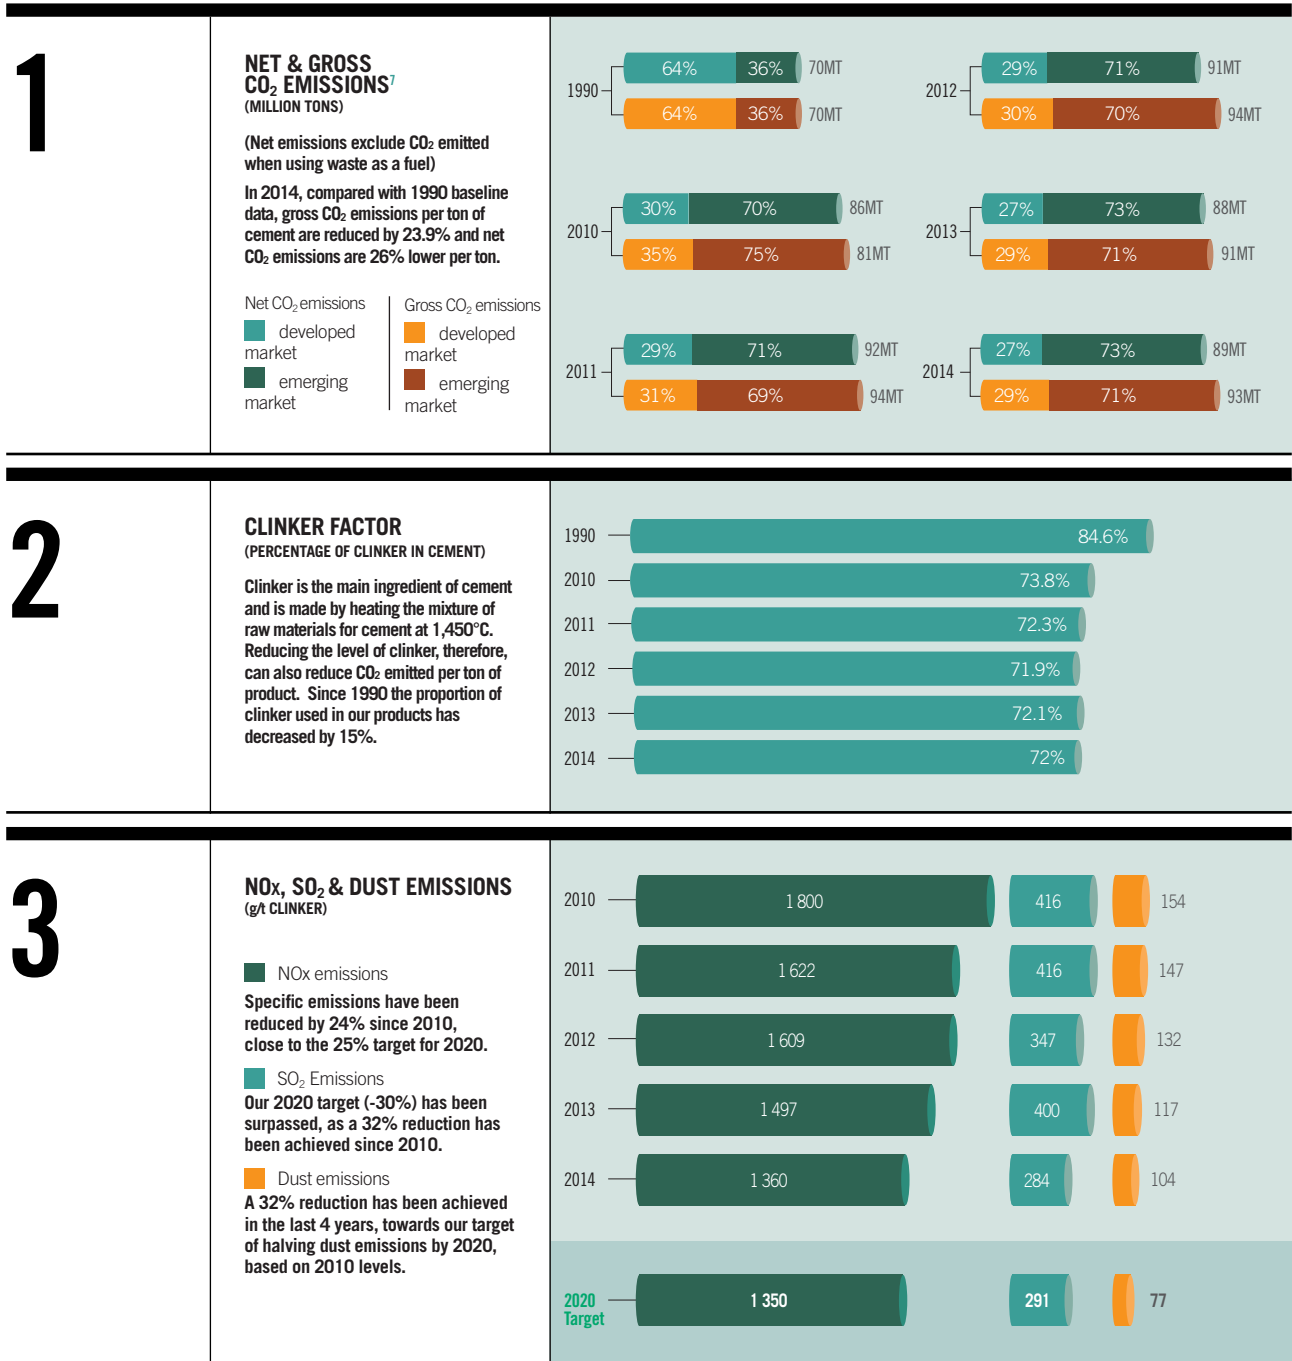 1
NET & GROSS
CO₂ EMISSIONS⁷
(MILLION TONS)
(Net emissions exclude CO₂ emitted
when using waste as a fuel)
In 2014, compared with 1990 baseline
data, gross CO₂ emissions per ton of
cement are reduced by 23.9% and net
CO₂ emissions are 26% lower per ton.
Net CO₂ emissions
developed
market
emerging
market
Gross CO₂ emissions
developed
market
emerging
market
1990
64% 36% 70MT
64% 36% 70MT
2010
30% 70% 86MT
35% 75% 81MT
2011
29% 71% 92MT
31% 69% 94MT
2012
29% 71% 91MT
30% 70% 94MT
2013
27% 73% 88MT
29% 71% 91MT
2014
27% 73% 89MT
29% 71% 93MT
2
CLINKER FACTOR
(PERCENTAGE OF CLINKER IN CEMENT)
Clinker is the main ingredient of cement
and is made by heating the mixture of
raw materials for cement at 1,450°C.
Reducing the level of clinker, therefore,
can also reduce CO₂ emitted per ton of
product. Since 1990 the proportion of
clinker used in our products has
decreased by 15%.
1990 84.6%
2010 73.8%
2011 72.3%
2012 71.9%
2013 72.1%
2014 72%
3
NOx, SO₂ & DUST EMISSIONS
(g/t CLINKER)
NOx emissions
Specific emissions have been
reduced by 24% since 2010,
close to the 25% target for 2020.
SO₂ Emissions
Our 2020 target (-30%) has been
surpassed, as a 32% reduction has
been achieved since 2010.
Dust emissions
A 32% reduction has been achieved
in the last 4 years, towards our target
of halving dust emissions by 2020,
based on 2010 levels.
2010 1 800 416 154
2011 1 622 416 147
2012 1 609 347 132
2013 1 497 400 117
2014 1 360 284 104
2020
Target
1 350 291 77